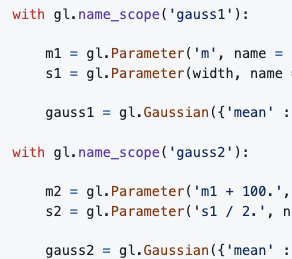 with gl.name_scope('gauss1'):
m1 = gl.Parameter('m', name =
s1 = gl.Parameter(width, name =
gauss1 = gl.Gaussian({'mean' :
with gl.name_scope('gauss2'):
m2 = gl.Parameter('m1 + 100.',
s2 = gl.Parameter('s1 / 2.', n
gauss2 = gl.Gaussian({'mean' :